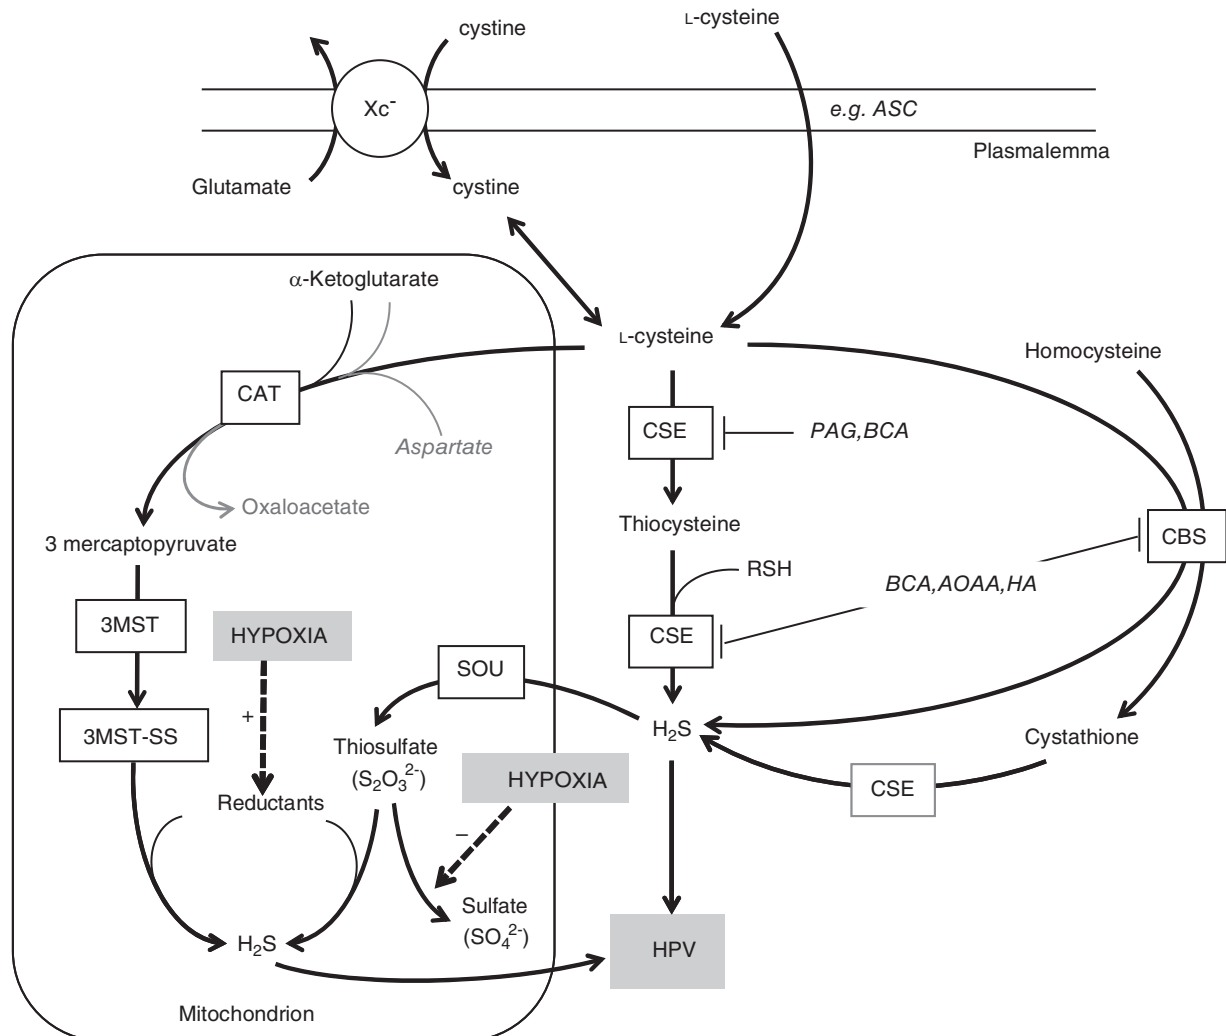 cystine
L-cysteine
Xc⁻
e.g. ASC
Plasmalemma
Glutamate
cystine
α-Ketoglutarate
L-cysteine
Homocysteine
CAT
CSE
PAG,BCA
Aspartate
Oxaloacetate
Thiocysteine
3 mercaptopyruvate
CBS
RSH
BCA,AOAA,HA
3MST
HYPOXIA
CSE
SOU
+
3MST-SS
H₂S
Thiosulfate
(S₂O₃²⁻)
Cystathione
HYPOXIA
CSE
Reductants
–
Sulfate
(SO₄²⁻)
H₂S
HPV
Mitochondrion